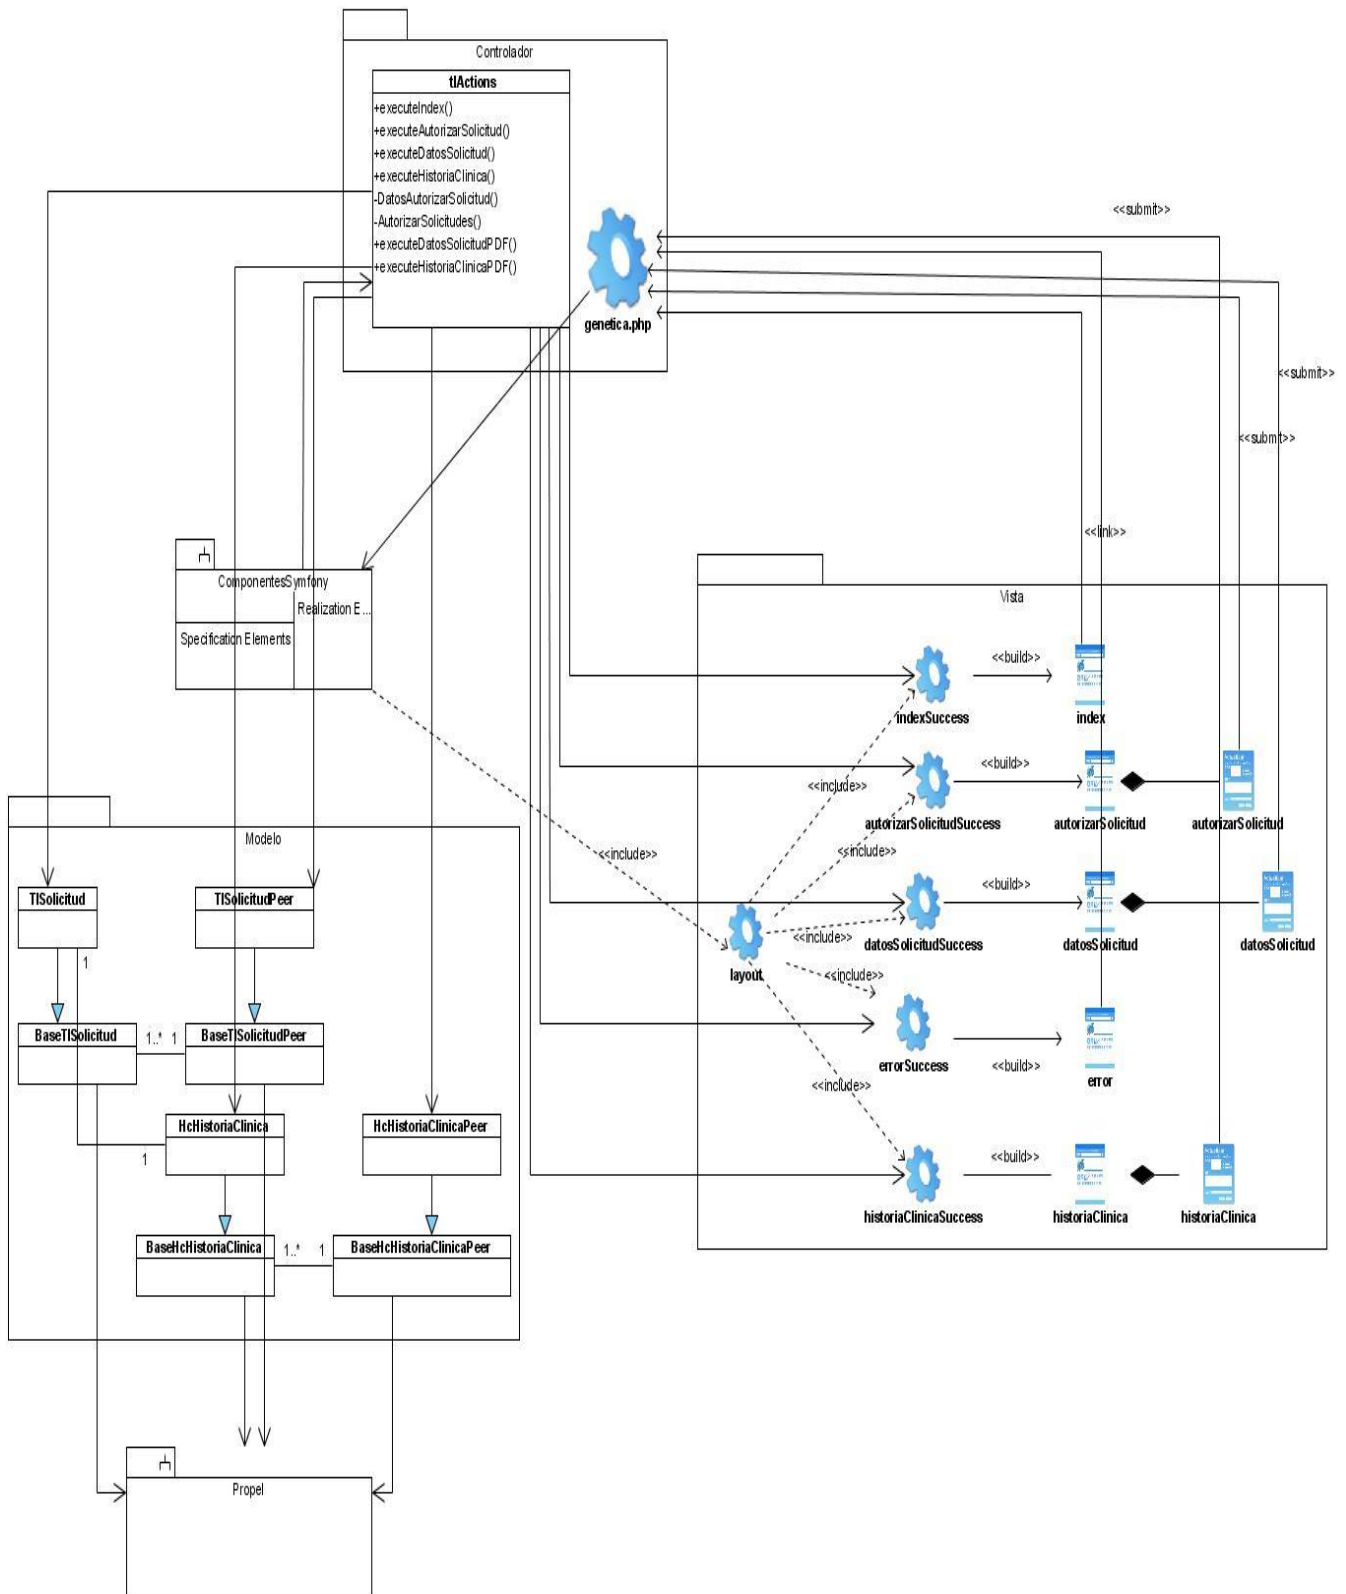 Controlador
tlActions
+executeIndex()
+executeAutorizarSolicitud()
+executeDatosSolicitud()
+executeHistoriaClinica()
-DatosAutorizarSolicitud()
-AutorizarSolicitudes()
+executeDatosSolicitudPDF()
+executeHistoriaClinicaPDF()
genetica.php
<<submit>>
<<submit>>
<<submit>>
<<link>>
ComponentesSymfony
Realization E...
Specification Elements
Vista
<<build>>
indexSuccess
index
<<build>>
<<include>>
autorizarSolicitudSuccess
autorizarSolicitud
autorizarSolicitud
Modelo
<<include>>
<<include>>
<<build>>
TlSolicitud
TlSolicitudPeer
<<include>>
datosSolicitudSuccess
datosSolicitud
datosSolicitud
layout
1
<<include>>
BaseTlSolicitud
1..*
1
BaseTlSolicitudPeer
errorSuccess
<<build>>
error
<<include>>
HcHistoriaClinica
HcHistoriaClinicaPeer
1
<<build>>
historiaClinicaSuccess
historiaClinica
historiaClinica
BaseHcHistoriaClinica
1..*
1
BaseHcHistoriaClinicaPeer
Propel